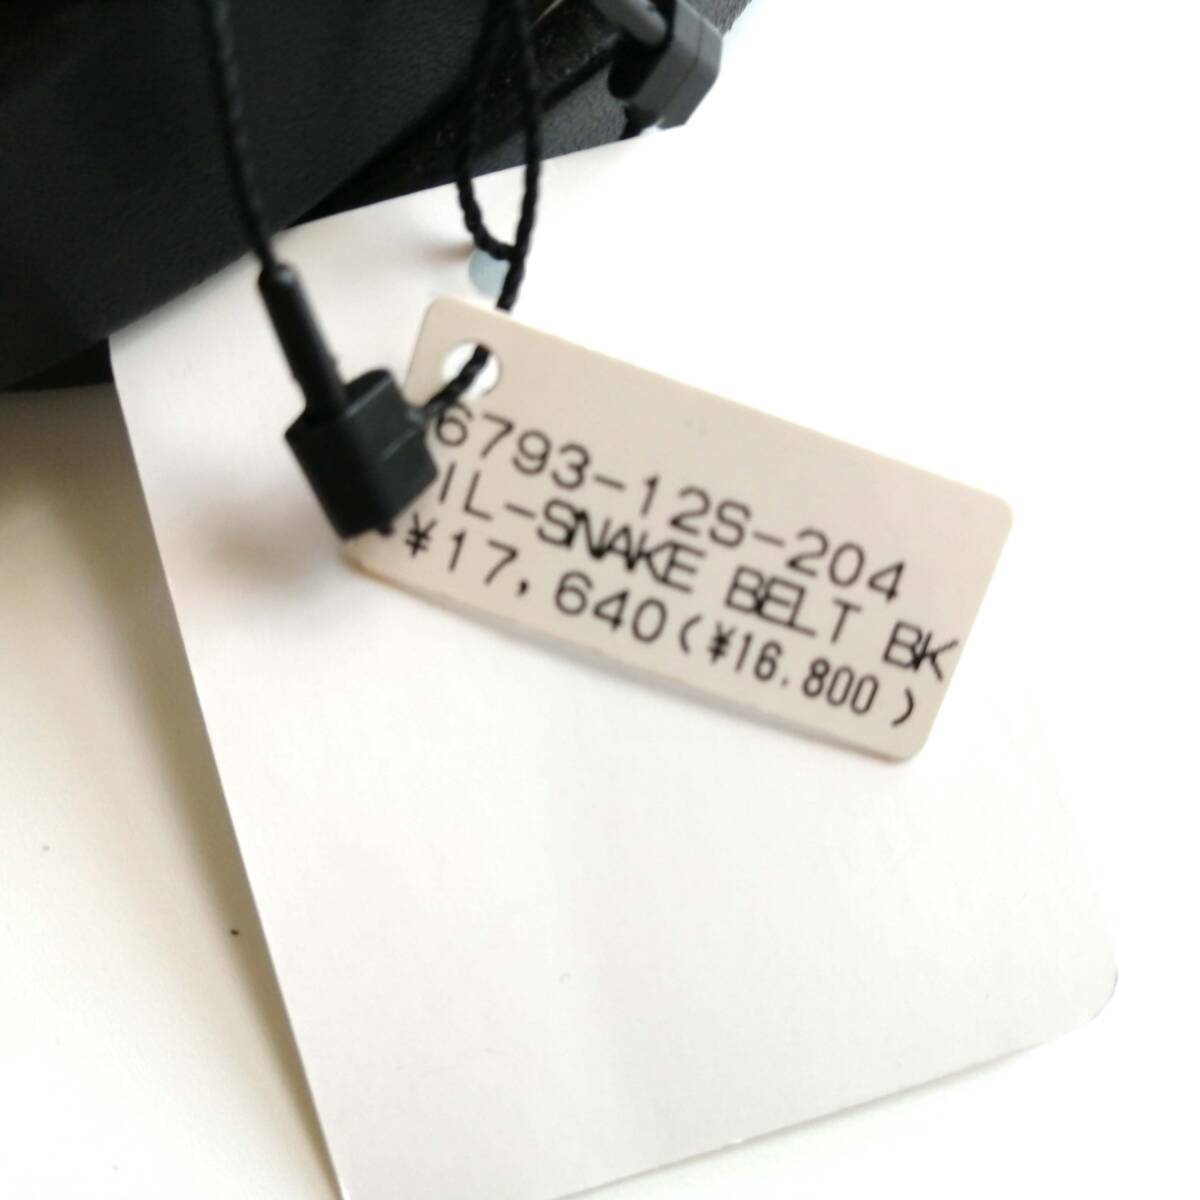 6793-12S-204
IL-SNAKE BELT BK
¥17,640(¥16.800)